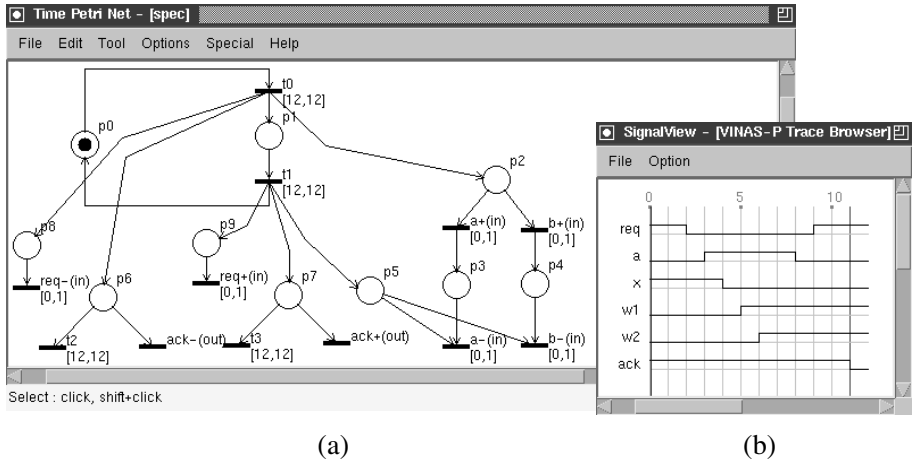 Time Petri Net - [spec]
File Edit Tool Options Special Help
t0
[12,12]
p0
p1
p2
t1
[12,12]
a+(in)
[0,1]
b+(in)
[0,1]
p8
p9
p3
p4
req-(in)
[0,1]
p6
req+(in)
[0,1]
p7
p5
t2
[12,12]
ack-(out)
t3
[12,12]
ack+(out)
a-(in)
[0,1]
b-(in)
[0,1]
Select : click, shift+click
(a)
SignalView - [VINAS-P Trace Browser]
File Option
0 5 10
req
a
x
w1
w2
ack
(b)